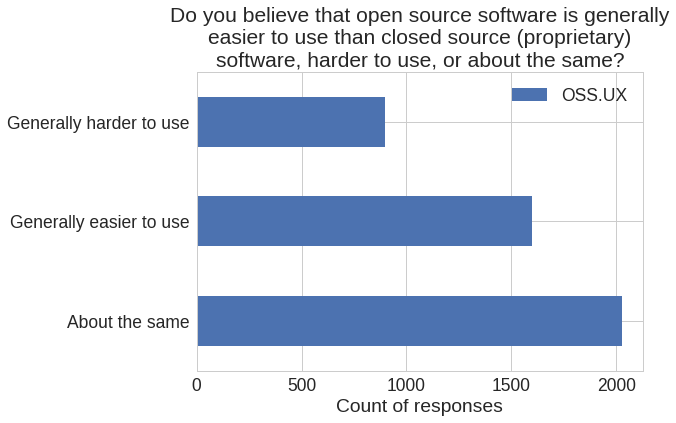 Do you believe that open source software is generally
easier to use than closed source (proprietary)
software, harder to use, or about the same?
OSS.UX
Generally harder to use
Generally easier to use
About the same
0 500 1000 1500 2000
Count of responses